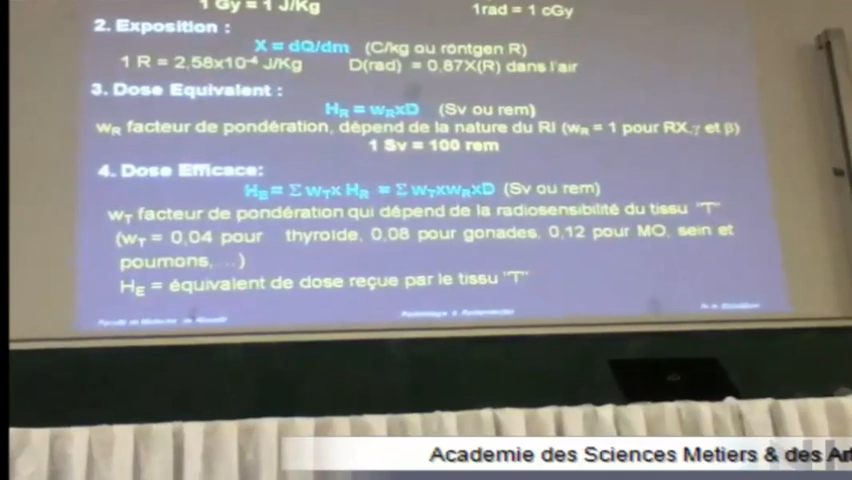 1 Gy = 1 J/Kg 1rad = 1 cGy
2. Exposition :
X = dQ/dm (C/kg ou röntgen R)
1 R = 2,58x10⁻⁴ J/Kg D(rad) = 0,87X(R) dans l'air
3. Dose Equivalent :
H_R = w_RxD (Sv ou rem)
w_R facteur de pondération, dépend de la nature du RI (w_R = 1 pour RX,γ et β)
1 Sv = 100 rem
4. Dose Efficace:
H_E = Σ w_Tx H_R = Σ w_Txw_RxD (Sv ou rem)
w_T facteur de pondération qui dépend de la radiosensibilité du tissu "T"
(w_T = 0,04 pour thyroïde, 0,08 pour gonades, 0,12 pour MO, sein et
poumons, ...)
H_E = équivalent de dose reçue par le tissu "T"
Academie des Sciences Metiers & des Art